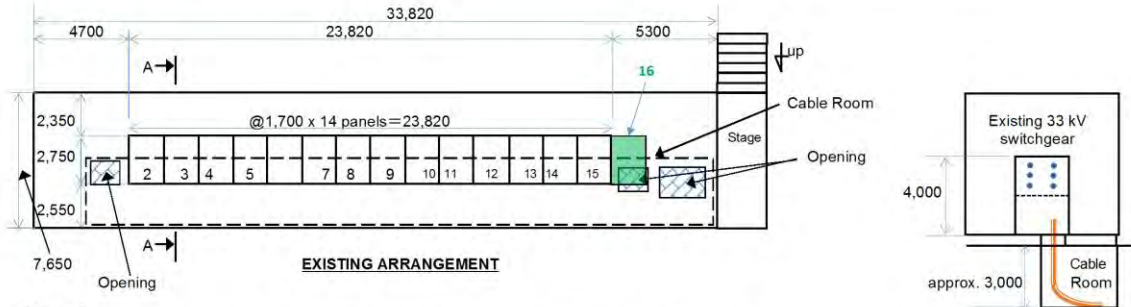 33,820
4700
23,820
5300
A
up
16
Cable Room
2,350
@1,700 x 14 panels=23,820
Stage
Existing 33 kV
switchgear
2,750
Opening
2
3
4
5
7
8
9
10
11
12
13
14
15
4,000
2,550
A
7,650
EXISTING ARRANGEMENT
Opening
approx. 3,000
Cable
Room